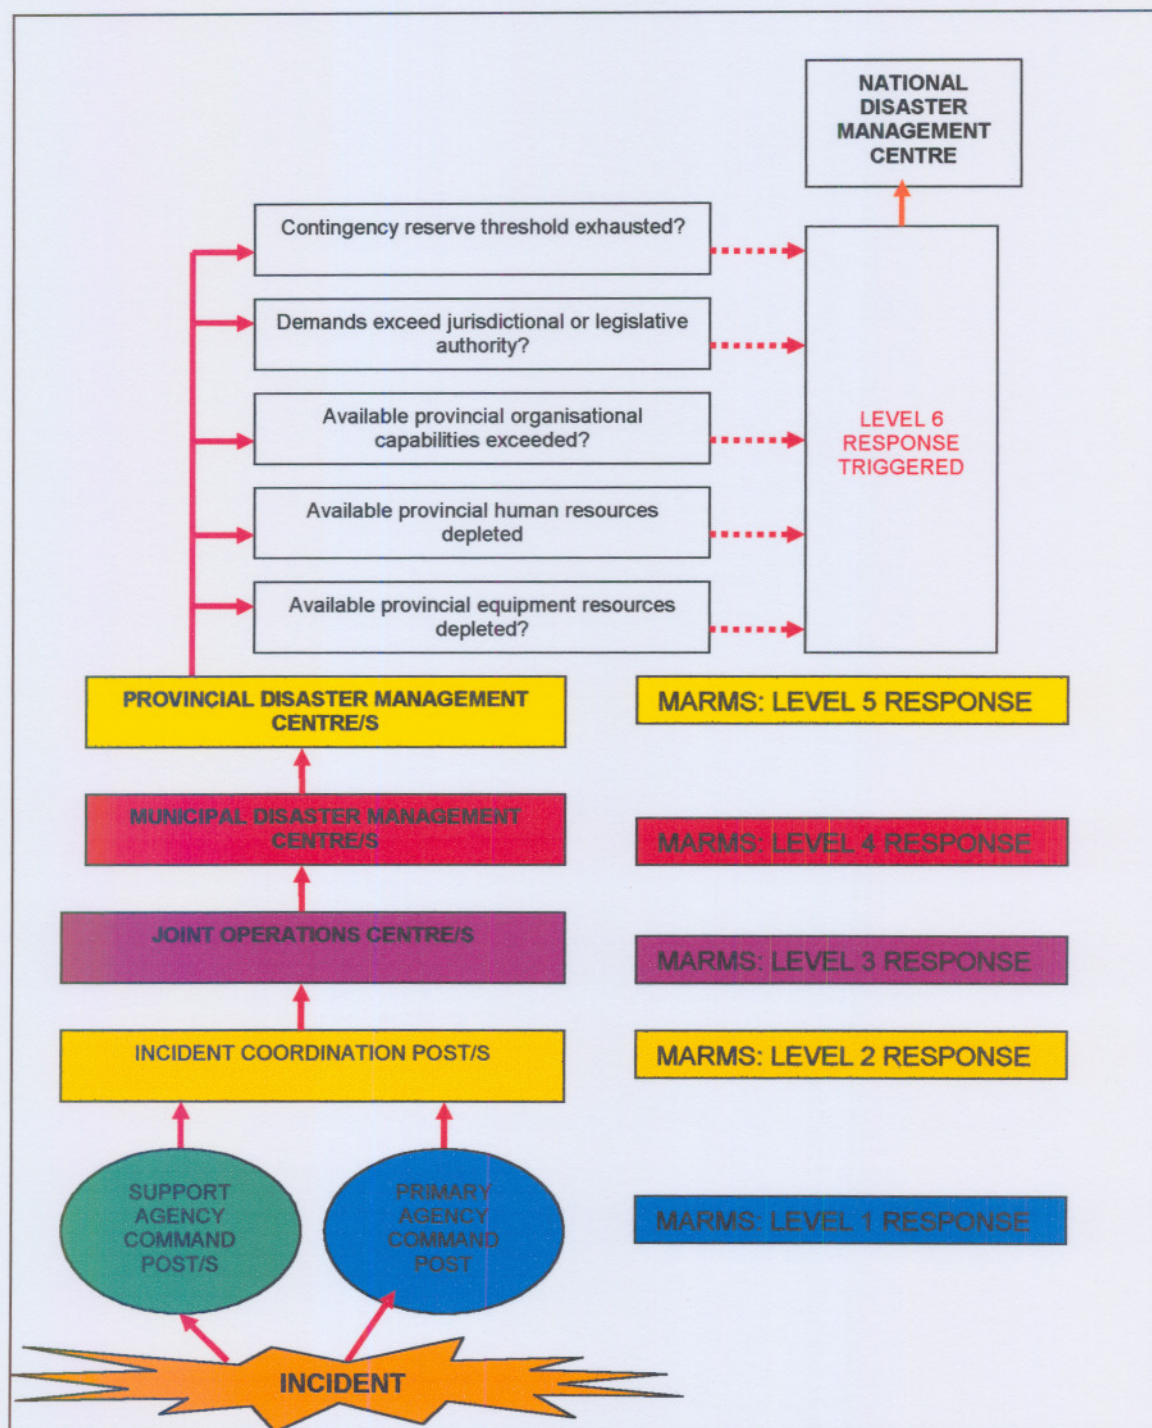 NATIONAL
DISASTER
MANAGEMENT
CENTRE
Contingency reserve threshold exhausted?
Demands exceed jurisdictional or legislative
authority?
Available provincial organisational
capabilities exceeded?
Available provincial human resources
depleted
Available provincial equipment resources
depleted?
LEVEL 6
RESPONSE
TRIGGERED
PROVINCIAL DISASTER MANAGEMENT
CENTRE/S
MARMS: LEVEL 5 RESPONSE
MUNICIPAL DISASTER MANAGEMENT
CENTRE/S
MARMS: LEVEL 4 RESPONSE
JOINT OPERATIONS CENTRE/S
MARMS: LEVEL 3 RESPONSE
INCIDENT COORDINATION POST/S
MARMS: LEVEL 2 RESPONSE
SUPPORT
AGENCY
COMMAND
POST/S
PRIMARY
AGENCY
COMMAND
POST
MARMS: LEVEL 1 RESPONSE
INCIDENT